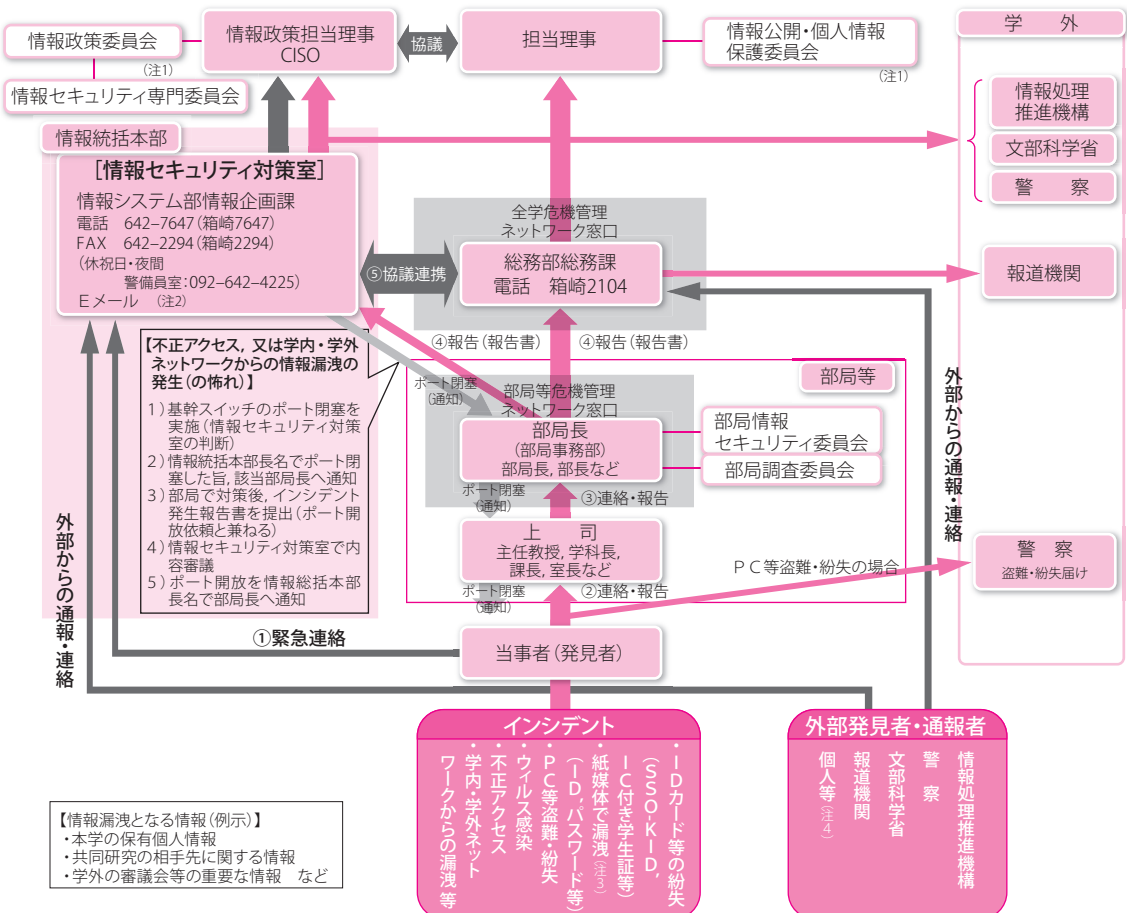 情報政策委員会
(注1)
情報セキュリティ専門委員会
情報政策担当理事
CISO
協議
担当理事
情報公開・個人情報
保護委員会
(注1)
学　外
情報処理
推進機構
文部科学省
警　察
報道機関
警　察
盗難・紛失届け
情報統括本部
［情報セキュリティ対策室］
情報システム部情報企画課
電話　642–7647（箱崎7647）
FAX　642–2294（箱崎2294）
（休祝日・夜間
警備員室：092–642–4225）
Eメール　(注2)
⑤協議連携
全学危機管理
ネットワーク窓口
総務部総務課
電話　箱崎2104
④報告（報告書）
④報告（報告書）
【不正アクセス，又は学内・学外
ネットワークからの情報漏洩の
発生（の怖れ）】
1）基幹スイッチのポート閉塞を
実施（情報セキュリティ対策
室の判断）
2）情報統括本部長名でポート閉
塞した旨，該当部局長へ通知
3）部局で対策後，インシデント
発生報告書を提出（ポート開
放依頼と兼ねる）
4）情報セキュリティ対策室で内
容審議
5）ポート開放を情報総括本部
長名で部局長へ通知
ポート閉塞
（通知）
部局等
部局等危機管理
ネットワーク窓口
部局長
（部局事務部）
部局長，部長など
部局情報
セキュリティ委員会
部局調査委員会
ポート閉塞
（通知）
③連絡・報告
上　司
主任教授，学科長，
課長，室長など
ポート閉塞
（通知）
②連絡・報告
PC等盗難・紛失の場合
外部からの通報・連絡
外部からの通報・連絡
①緊急連絡
当事者（発見者）
インシデント
・IDカード等の紛失
（SSO-KID，
IC付き学生証等）
・紙媒体で漏洩（注3）
（ID，パスワード等）
・PC等盗難・紛失
・ウィルス感染
・不正アクセス
・学内・学外ネット
ワークからの漏洩 等
外部発見者・通報者
情報処理推進機構
警　察
文部科学省
報道機関
個人等（注4）
【情報漏洩となる情報（例示）】
・本学の保有個人情報
・共同研究の相手先に関する情報
・学外の審議会等の重要な情報　など